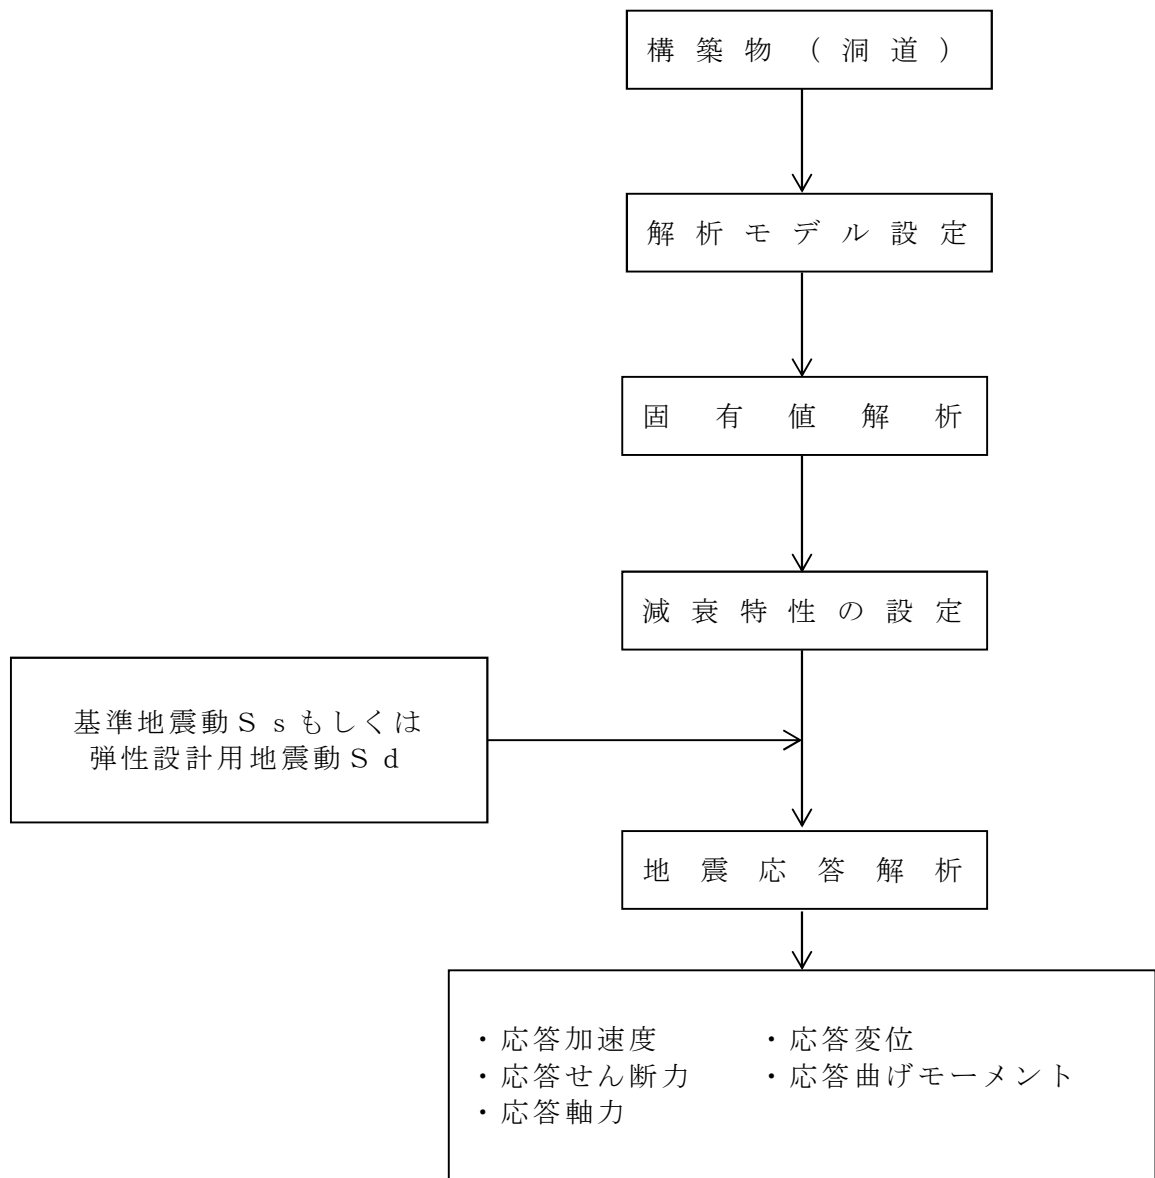 構築物（洞道）
解析モデル設定
固有値解析
減衰特性の設定
基準地震動Ｓｓもしくは
弾性設計用地震動Ｓｄ
地震応答解析
・応答加速度　　　・応答変位
・応答せん断力　　・応答曲げモーメント
・応答軸力